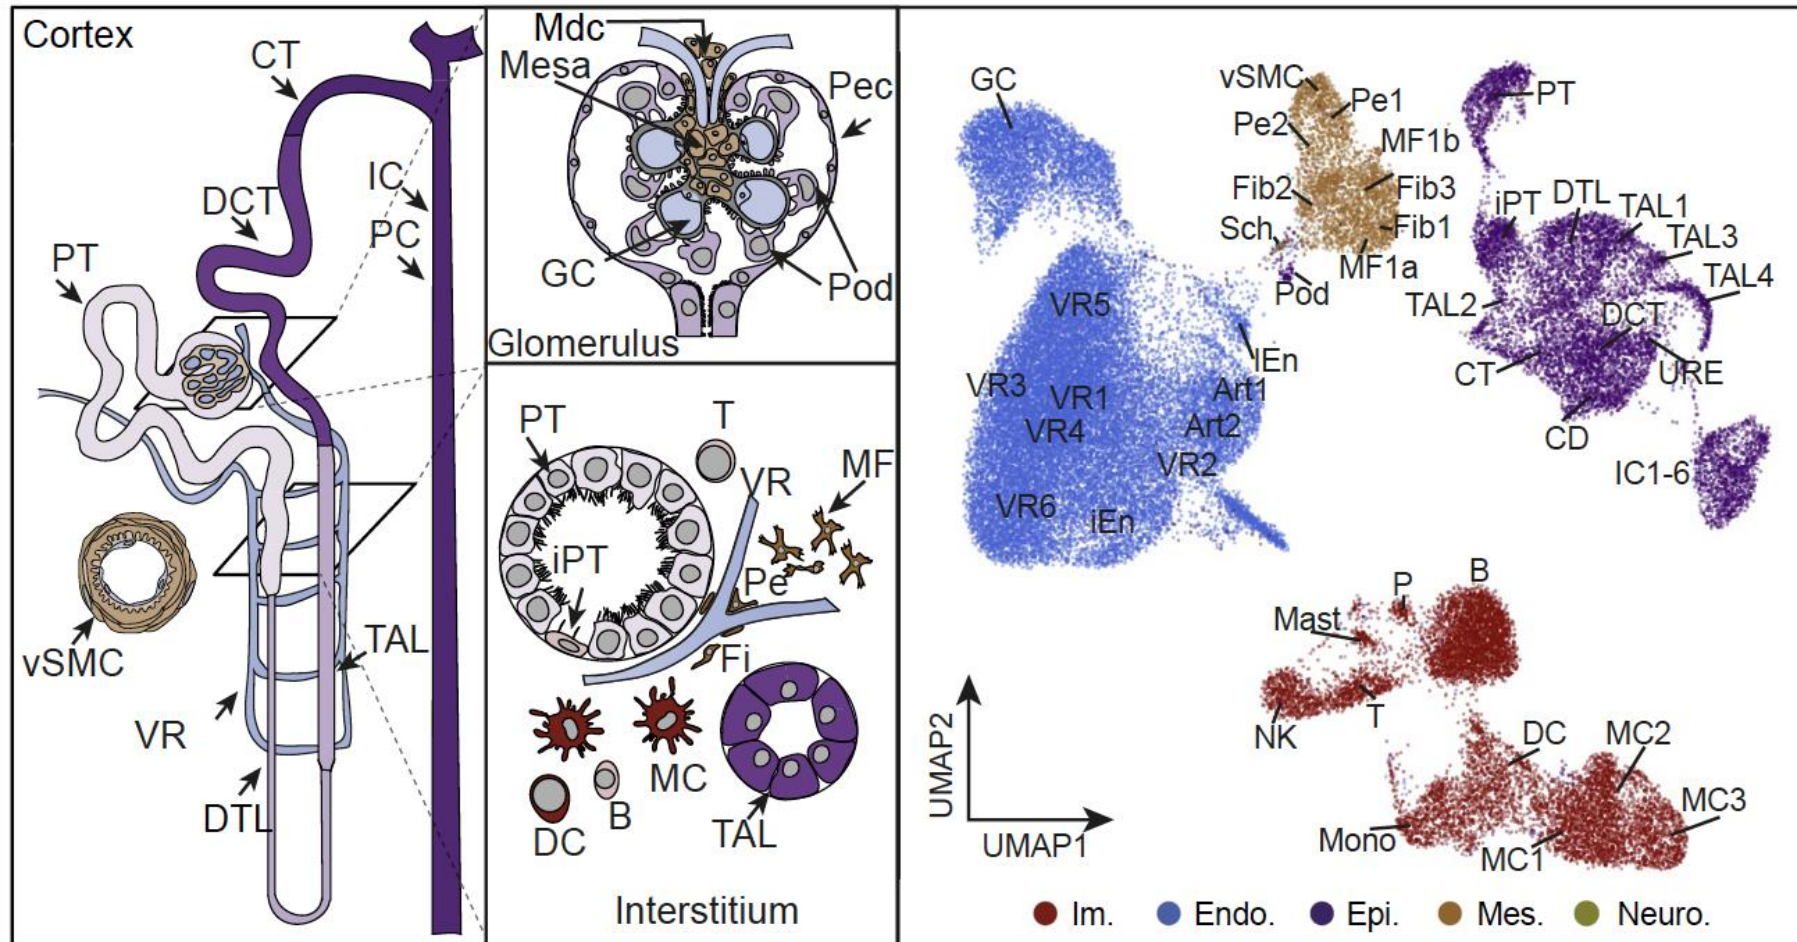 Cortex
CT
DCT
IC
PC
PT
vSMC
TAL
VR
DTL
Mdc
Mesa
Pec
GC
Pod
Glomerulus
PT
T
VR
MF
iPT
Pe
Fi
MC
DC
B
TAL
Interstitium
GC
vSMC
Pe1
Pe2
MF1b
Fib2
Fib3
Sch
Fib1
MF1a
Pod
PT
iPT
DTL
TAL1
TAL3
TAL4
TAL2
DCT
CT
URE
CD
IC1-6
VR5
lEn
VR3
VR1
Art1
VR4
Art2
VR2
VR6
iEn
P
B
Mast
NK
T
DC
MC2
MC3
Mono
MC1
UMAP2
UMAP1
Im. Endo. Epi. Mes. Neuro.